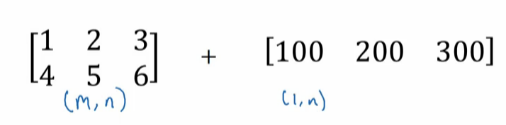 [1 2 3
4 5 6] + [100 200 300]
(m,n) (1,n)